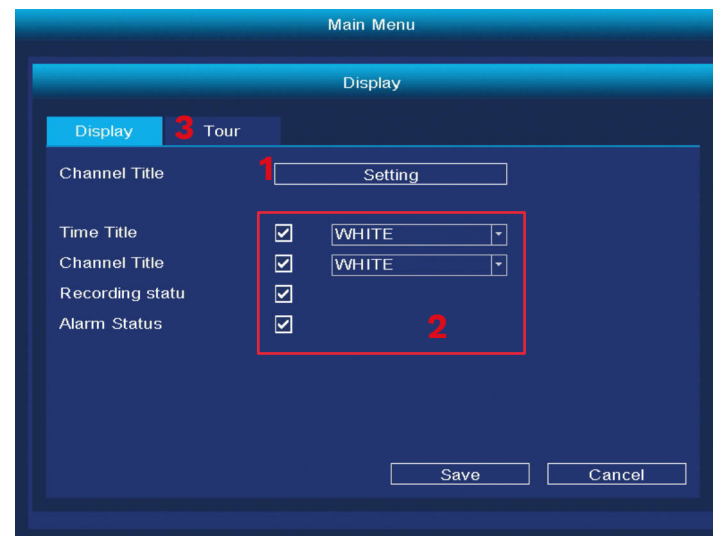 Main Menu
Display
Display 3 Tour
Channel Title 1 Setting
Time Title WHITE
Channel Title WHITE
Recording statu
Alarm Status 2
Save Cancel